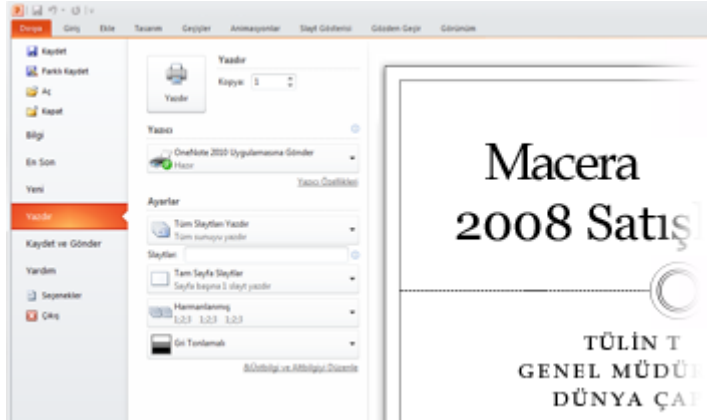 Dosya Giriş Ekle Tasarım Geçişler Animasyonlar Slayt Gösterisi Gözden Geçir Görünüm
Kaydet
Farklı Kaydet
Aç
Kapat
Bilgi
En Son
Yeni
Yazdır
Kaydet ve Gönder
Yardım
Seçenekler
Çıkış
Yazdır
Yazdır
Kopya: 1
Yazıcı
OneNote 2010 Uygulamasına Gönder
Hazır
Yazıcı Özellikleri
Ayarlar
Tüm Slaytları Yazdır
Tüm sunuyu yazdır
Slaytlar:
Tam Sayfa Slaytlar
Sayfa başına 1 slayt yazdır
Harmanlanmış
1;2;3 1;2;3 1;2;3
Gri Tonlamalı
&Üstbilgi ve Altbilgiyi Düzenle
Macera
2008 Satış
TÜLİN T
GENEL MÜDÜ
DÜNYA ÇA